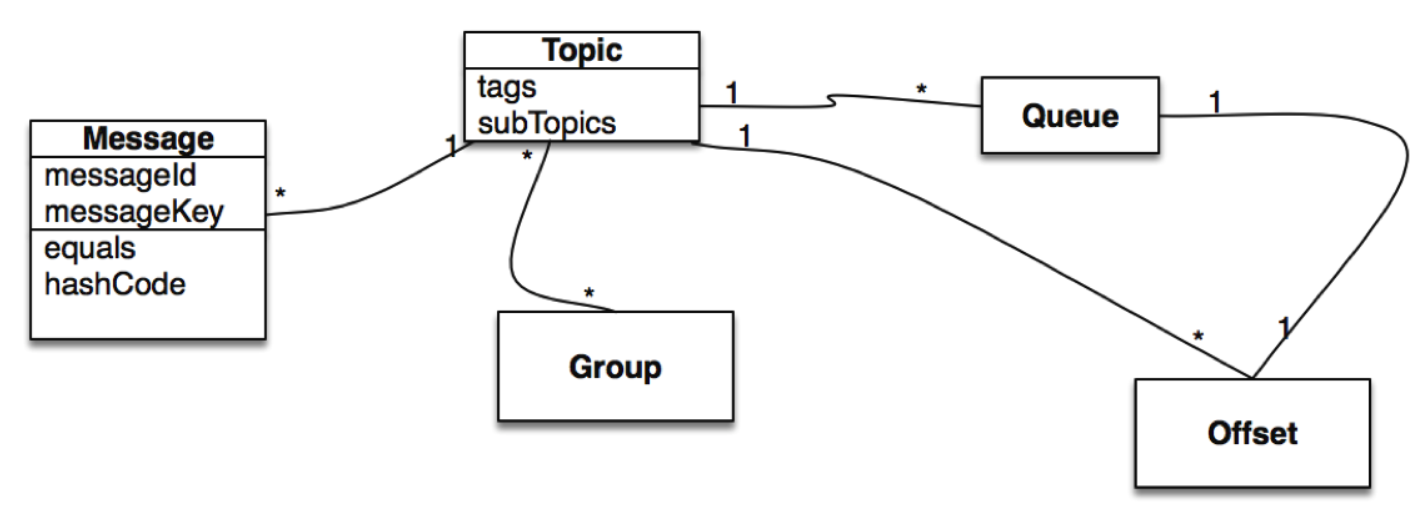 Topic
tags
subTopics
1
*
Queue
1
1
Message
messageId
messageKey
equals
hashCode
*
1
*
*
Group
*
1
Offset